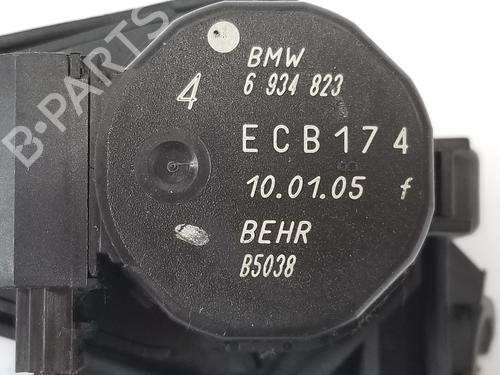 BMW
4 6 934 823
ECB174
10.01.05 f
BEHR
B5038
B-PARTS